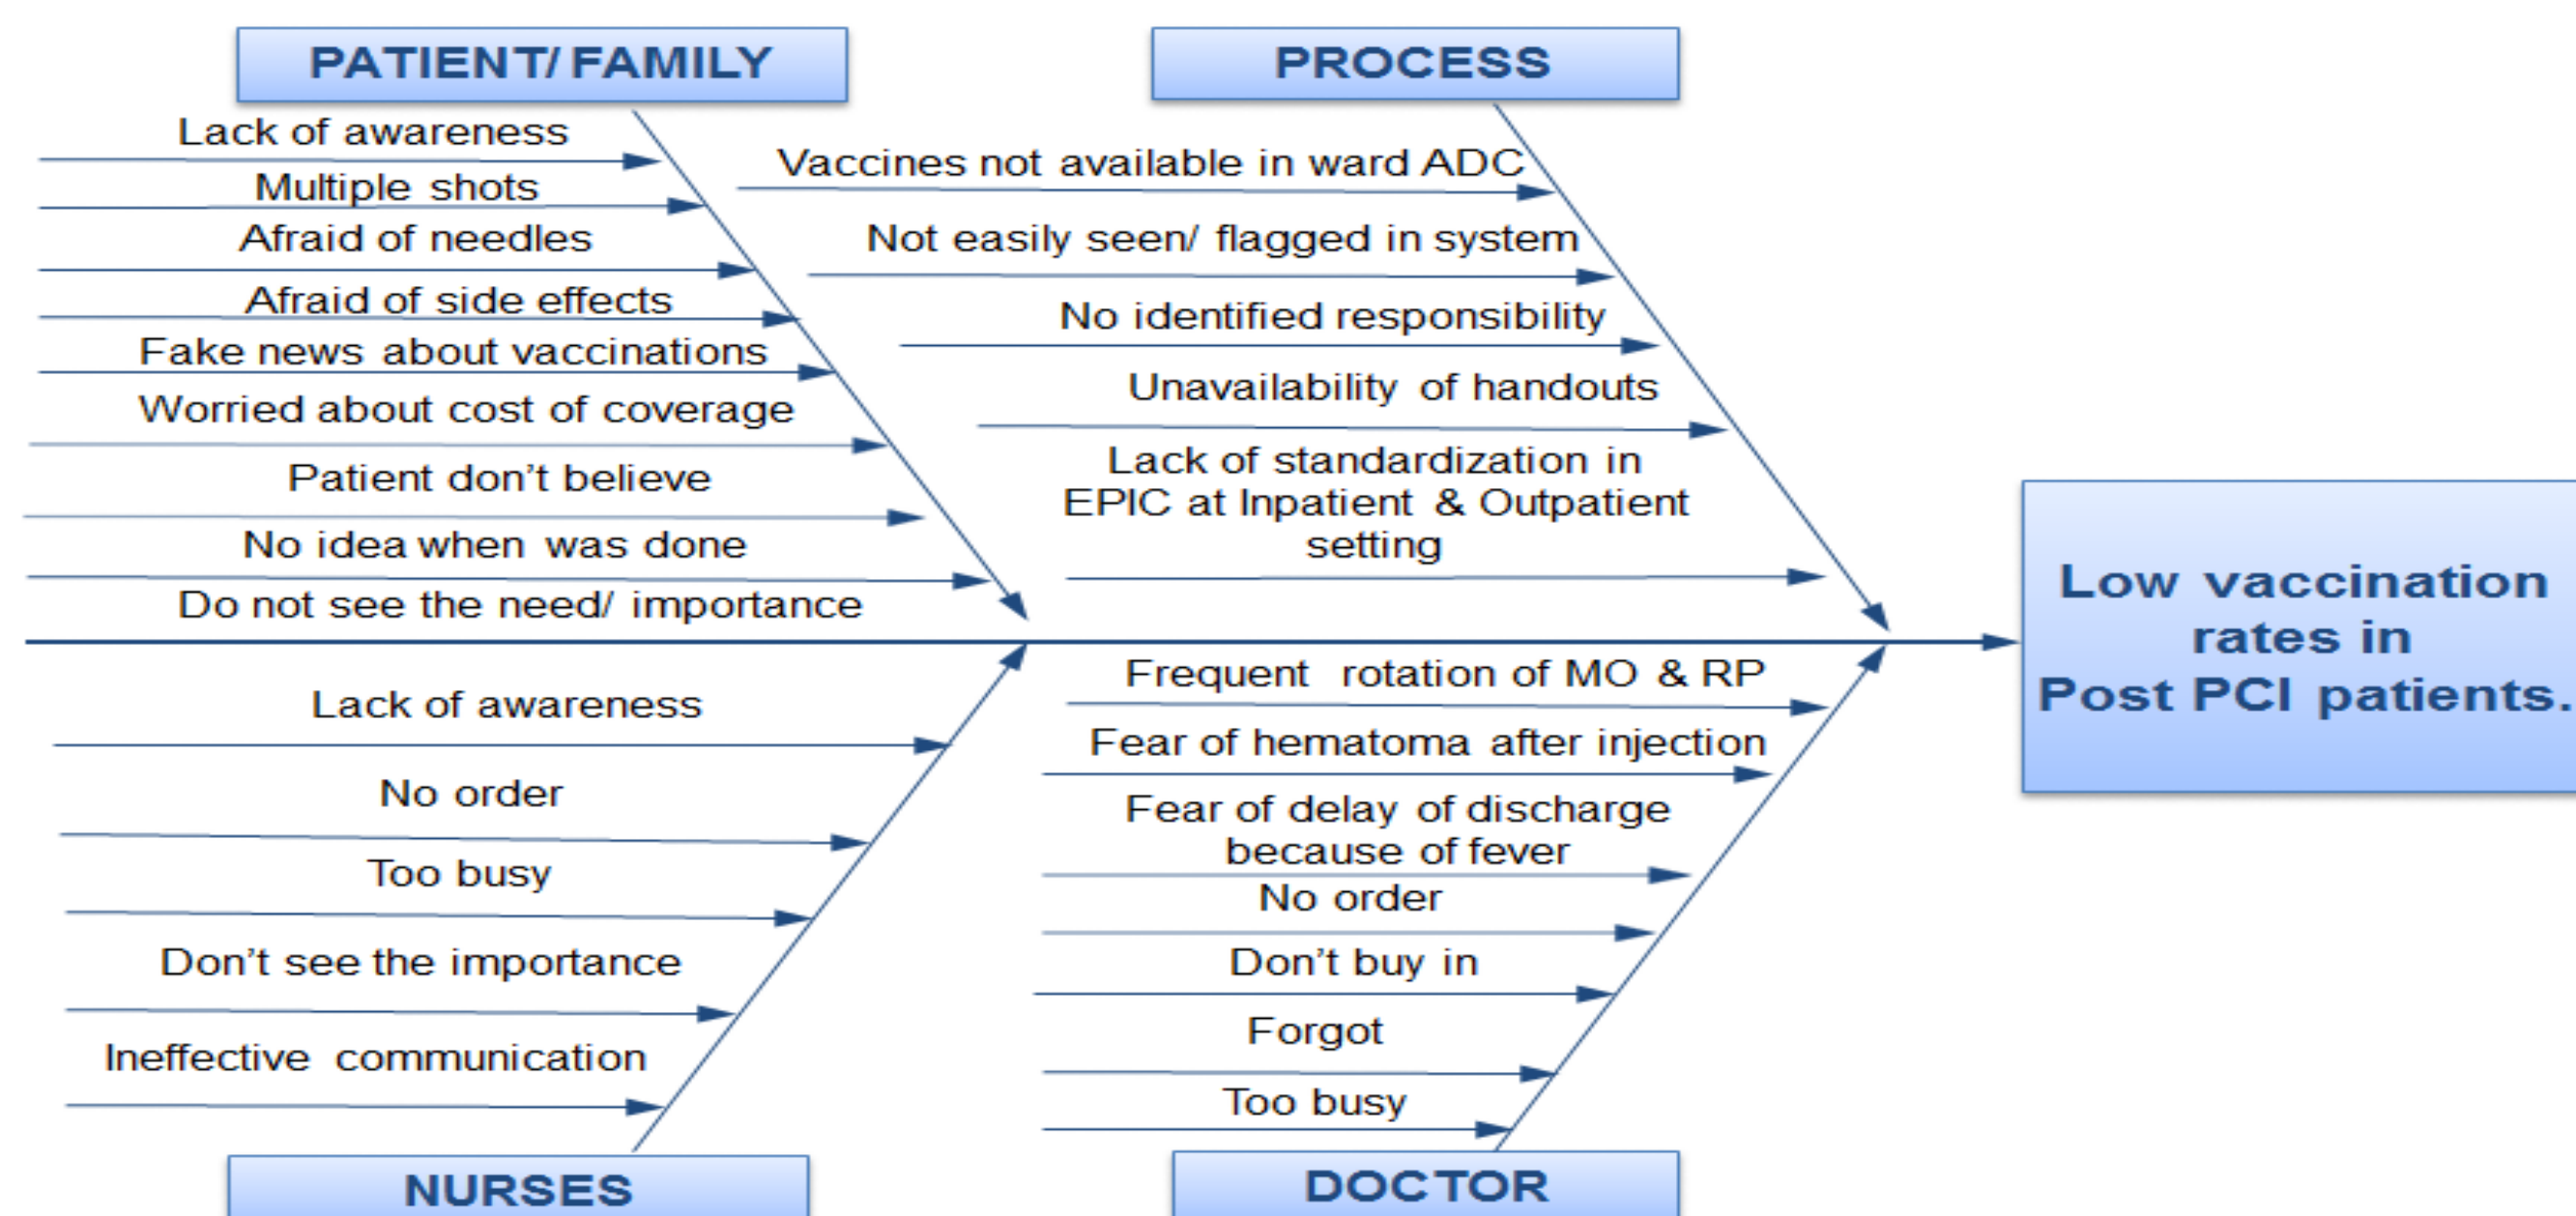 PATIENT/ FAMILY
Lack of awareness
Multiple shots
Afraid of needles
Afraid of side effects
Fake news about vaccinations
Worried about cost of coverage
Patient don’t believe
No idea when was done
Do not see the need/ importance
PROCESS
Vaccines not available in ward ADC
Not easily seen/ flagged in system
No identified responsibility
Unavailability of handouts
Lack of standardization in
EPIC at Inpatient & Outpatient
setting
Low vaccination
rates in
Post PCI patients.
Lack of awareness
No order
Too busy
Don’t see the importance
Ineffective communication
NURSES
Frequent rotation of MO & RP
Fear of hematoma after injection
Fear of delay of discharge
because of fever
No order
Don’t buy in
Forgot
Too busy
DOCTOR